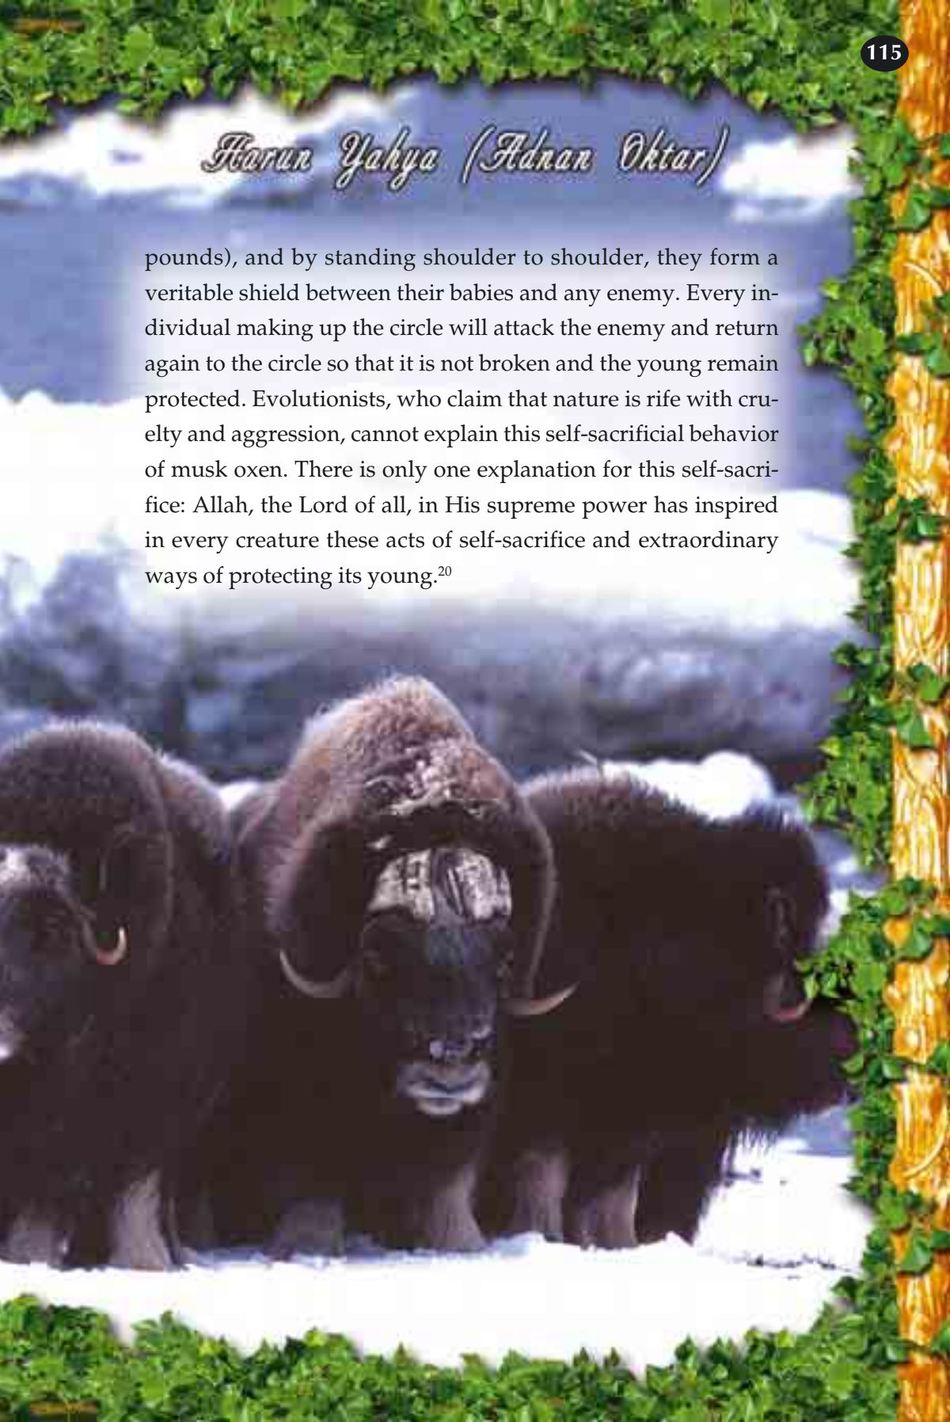 115
Harun Yahya (Adnan Oktar)
pounds), and by standing shoulder to shoulder, they form a
veritable shield between their babies and any enemy. Every in-
dividual making up the circle will attack the enemy and return
again to the circle so that it is not broken and the young remain
protected. Evolutionists, who claim that nature is rife with cru-
elty and aggression, cannot explain this self-sacrificial behavior
of musk oxen. There is only one explanation for this self-sacri-
fice: Allah, the Lord of all, in His supreme power has inspired
in every creature these acts of self-sacrifice and extraordinary
ways of protecting its young.20